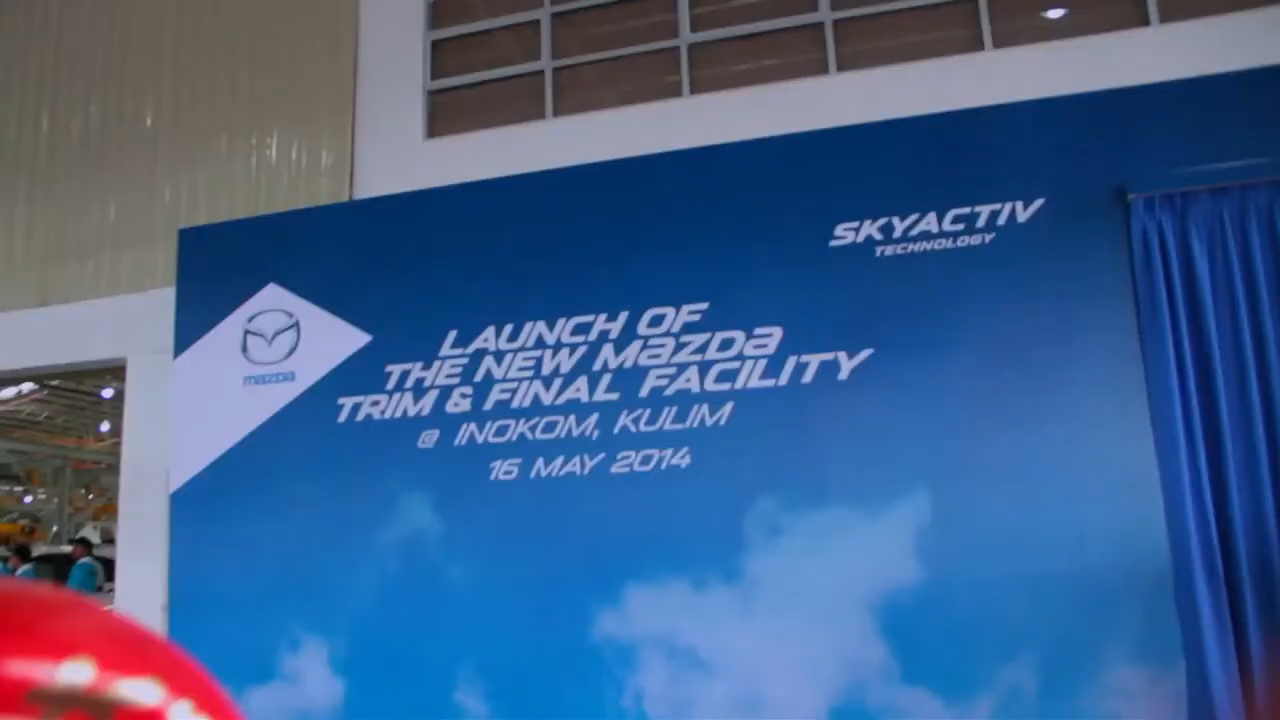 SKYACTIV
TECHNOLOGY
mazda
LAUNCH OF
THE NEW mazda
TRIM & FINAL FACILITY
@ INOKOM, KULIM
16 MAY 2014